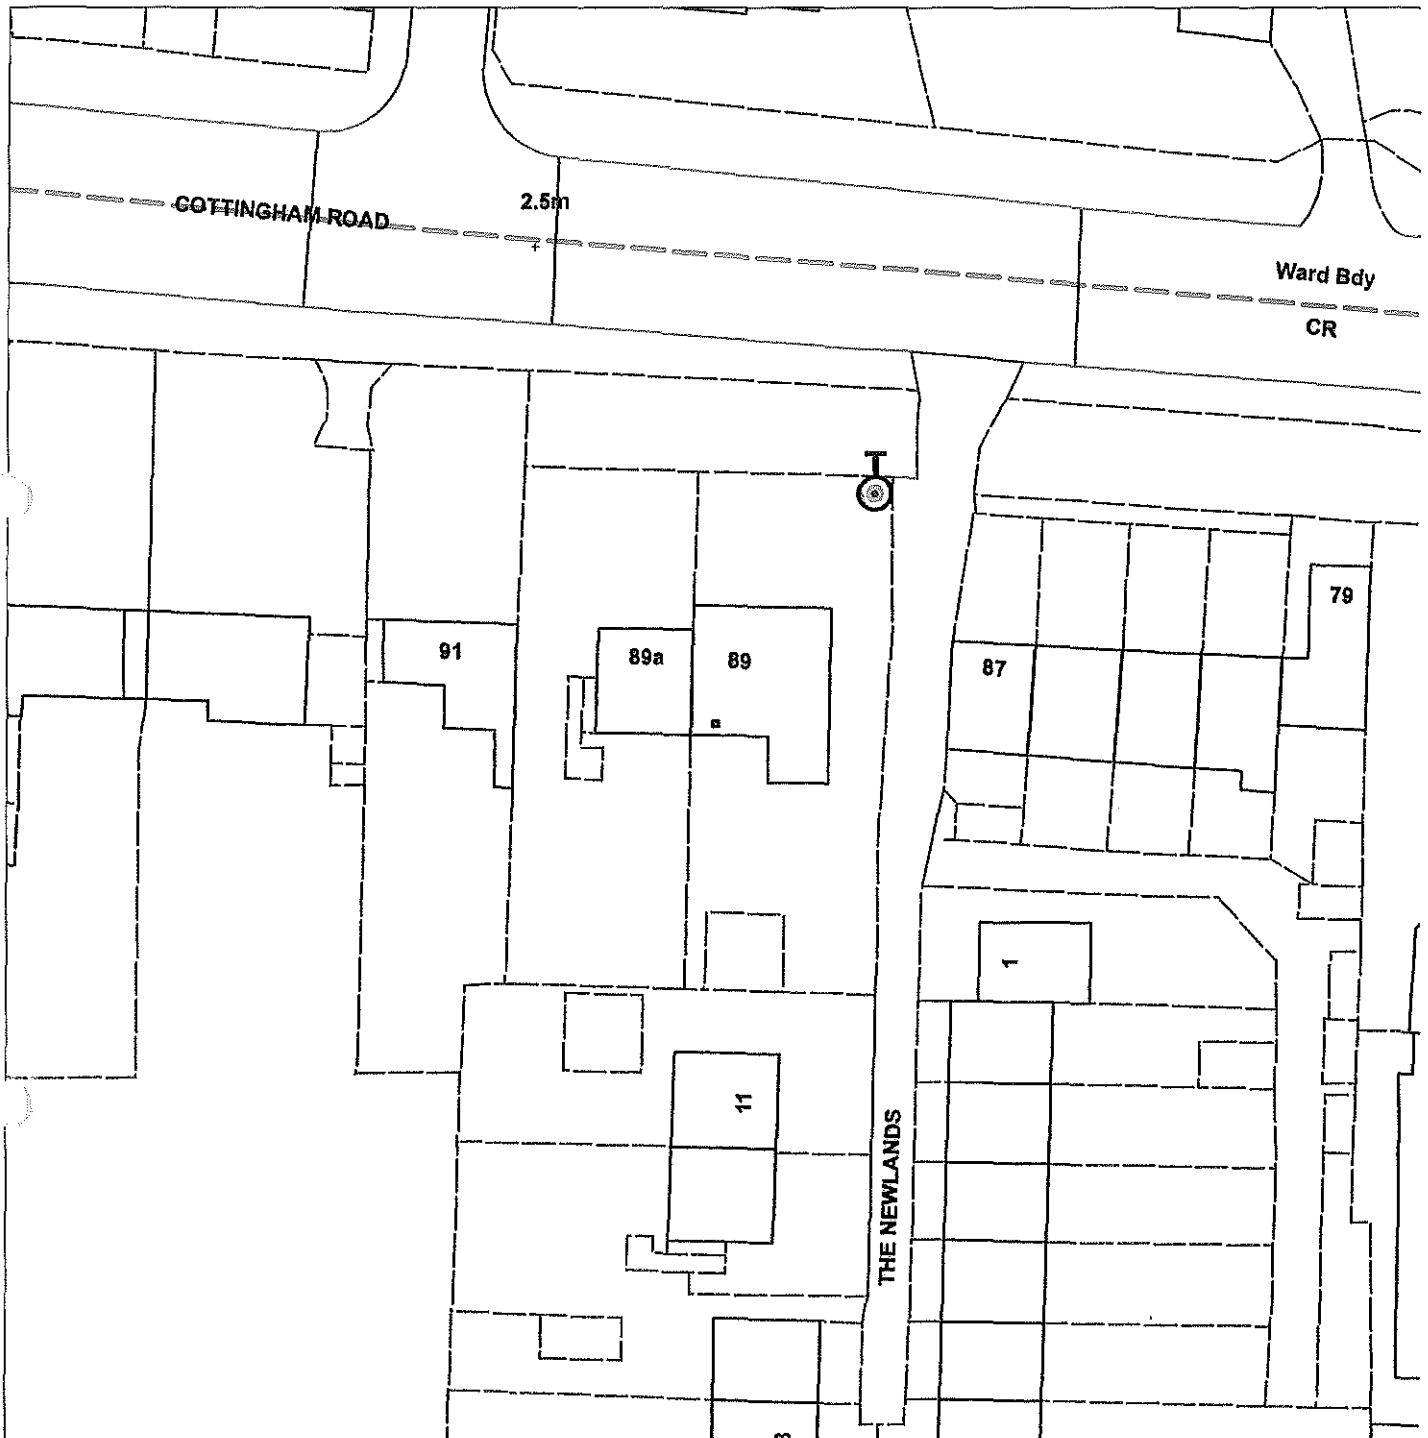 2.5m
COTTINGHAM ROAD
Ward Bdy
CR
T
79
91
89a
89
87
1
11
THE NEWLANDS